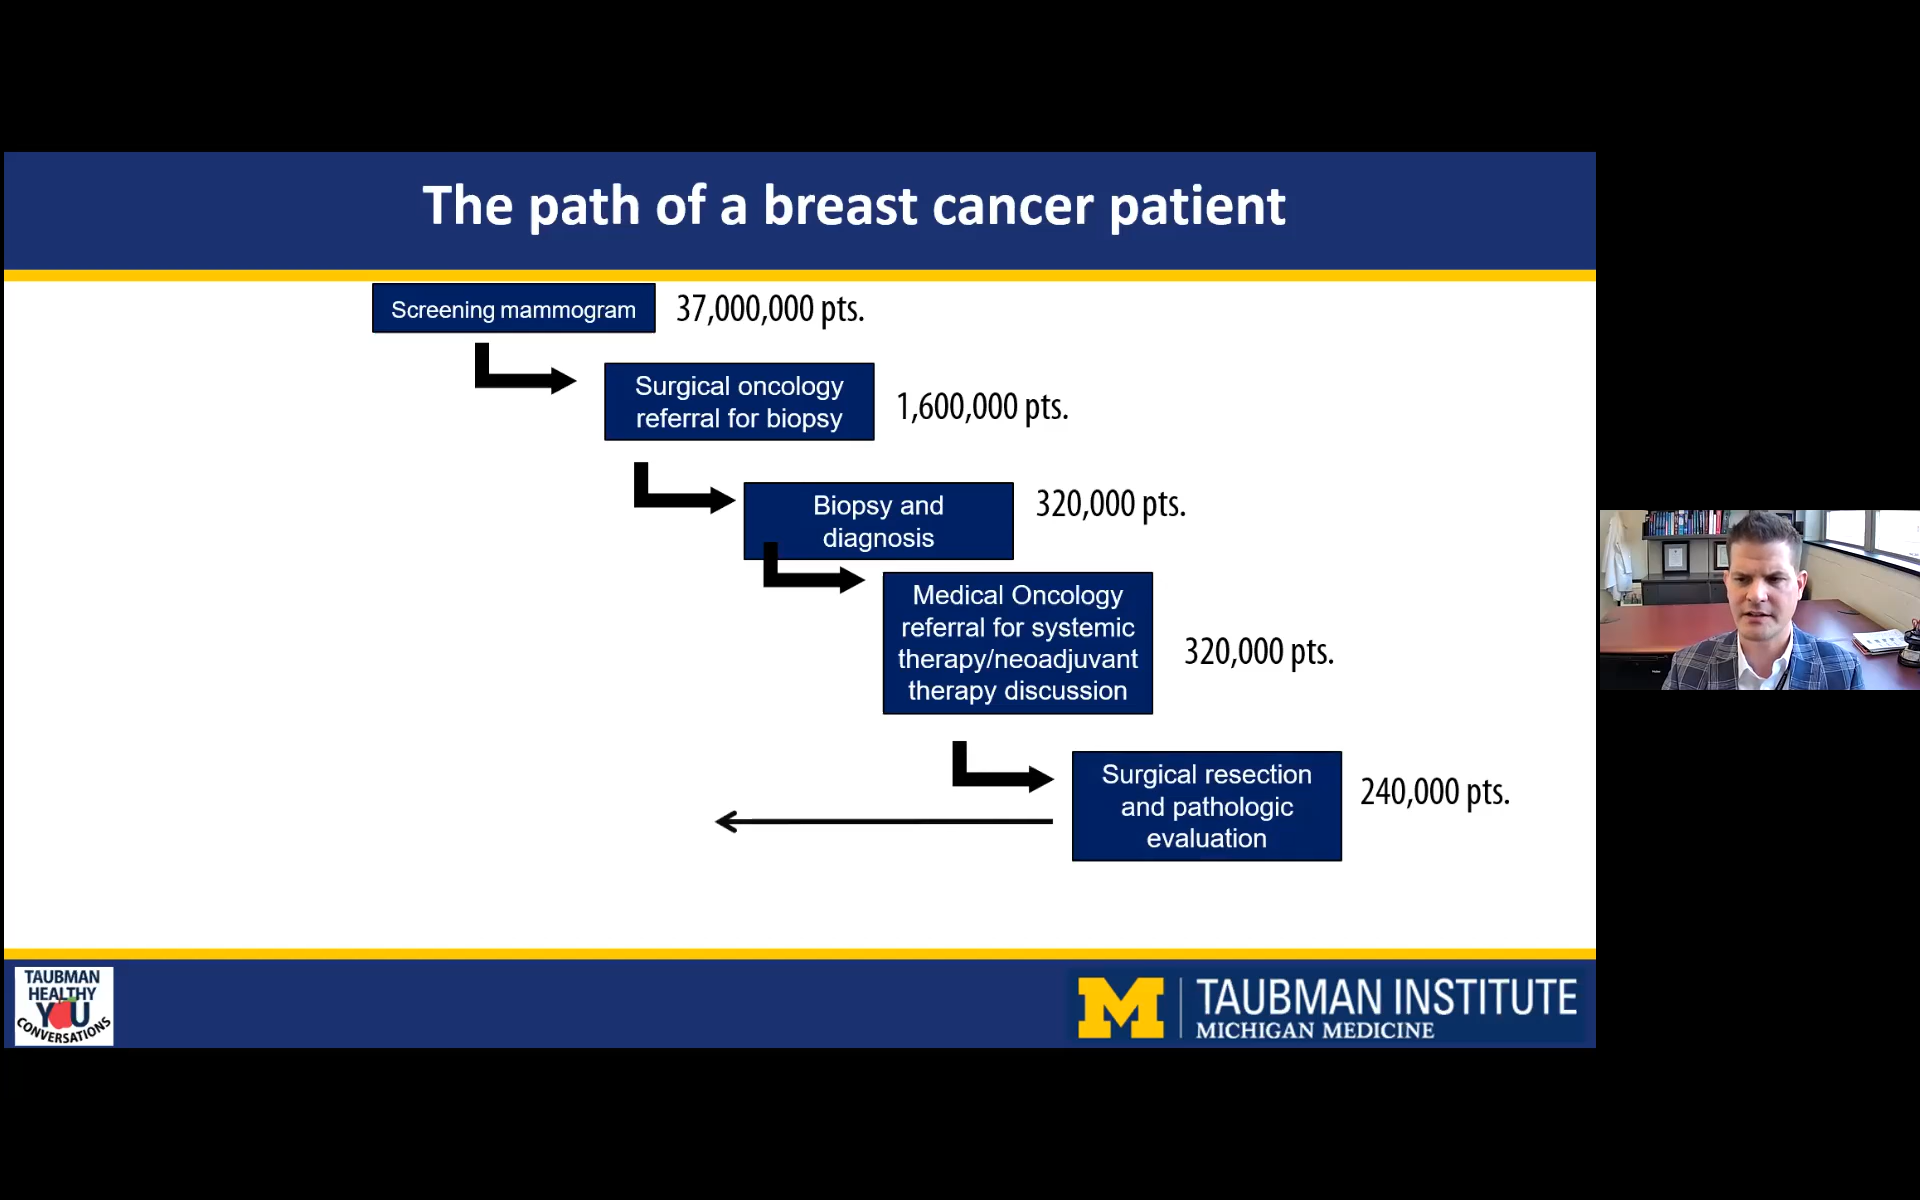 The path of a breast cancer patient
Screening mammogram
37,000,000 pts.
Surgical oncology
referral for biopsy
1,600,000 pts.
Biopsy and
diagnosis
320,000 pts.
Medical Oncology
referral for systemic
therapy/neoadjuvant
therapy discussion
320,000 pts.
Surgical resection
and pathologic
evaluation
240,000 pts.
TAUBMAN
HEALTHY
YOU
CONVERSATIONS
M
TAUBMAN INSTITUTE
MICHIGAN MEDICINE